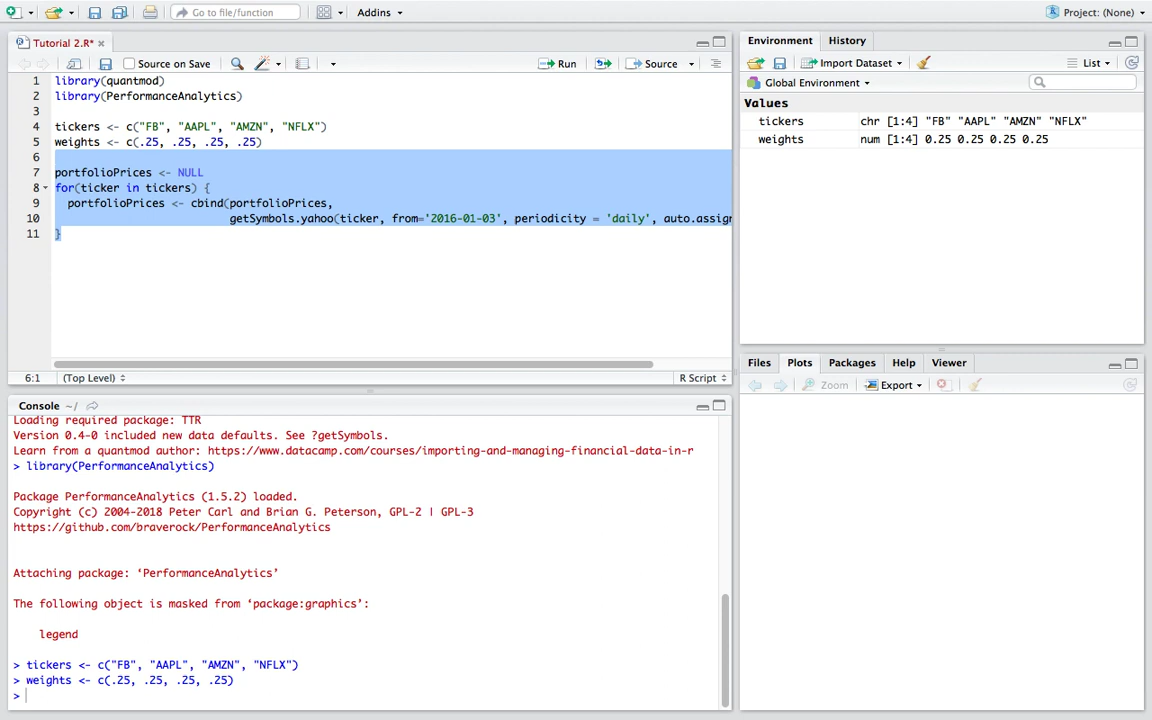 Go to file/function
Addins
Project: (None)
Tutorial 2.R*
Source on Save
Run
Source
1 library(quantmod)
2 library(PerformanceAnalytics)
3
4 tickers <- c("FB", "AAPL", "AMZN", "NFLX")
5 weights <- c(.25, .25, .25, .25)
6
7 portfolioPrices <- NULL
8 for(ticker in tickers) {
9 portfolioPrices <- cbind(portfolioPrices,
10 getSymbols.yahoo(ticker, from='2016-01-03', periodicity = 'daily', auto.assig
11 }
6:1 (Top Level) R Script
Console ~/
Loading required package: TTR
Version 0.4-0 included new data defaults. See ?getSymbols.
Learn from a quantmod author: https://www.datacamp.com/courses/importing-and-managing-financial-data-in-r
> library(PerformanceAnalytics)
Package PerformanceAnalytics (1.5.2) loaded.
Copyright (c) 2004-2018 Peter Carl and Brian G. Peterson, GPL-2 | GPL-3
https://github.com/braverock/PerformanceAnalytics
Attaching package: ‘PerformanceAnalytics’
The following object is masked from ‘package:graphics’:
legend
> tickers <- c("FB", "AAPL", "AMZN", "NFLX")
> weights <- c(.25, .25, .25, .25)
>
Environment History
Import Dataset List
Global Environment
Values
tickers chr [1:4] "FB" "AAPL" "AMZN" "NFLX"
weights num [1:4] 0.25 0.25 0.25 0.25
Files Plots Packages Help Viewer
Zoom Export